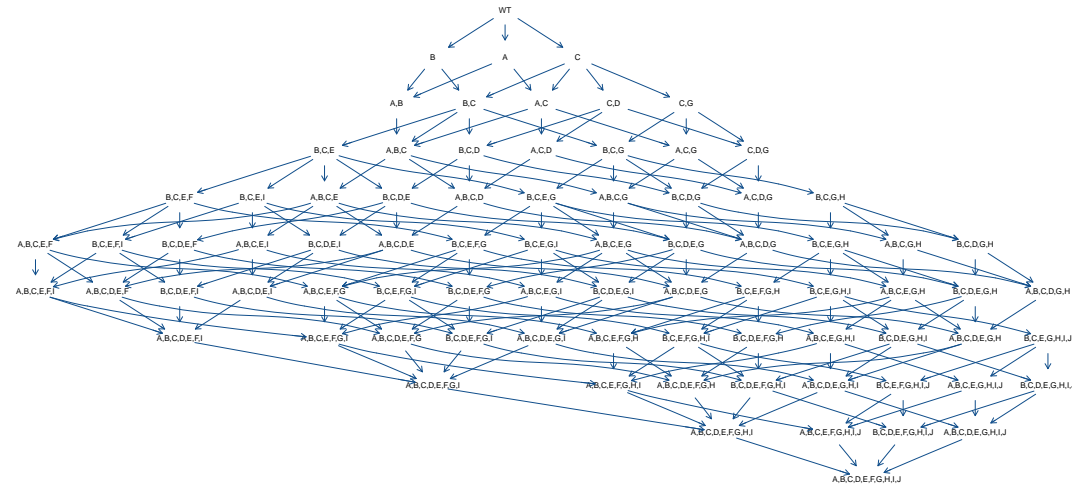 WT
B A C
A,B B,C A,C C,D C,G
B,C,E A,B,C B,C,D A,C,D B,C,G A,C,G C,D,G
B,C,E,F B,C,E,I A,B,C,E B,C,D,E A,B,C,D B,C,E,G A,B,C,G B,C,D,G A,C,D,G B,C,G,H
A,B,C,E,F B,C,E,F,I B,C,D,E,F A,B,C,E,I B,C,D,E,I A,B,C,D,E B,C,E,F,G B,C,E,G,I A,B,C,E,G B,C,D,E,G A,B,C,D,G B,C,E,G,H A,B,C,G,H B,C,D,G,H
A,B,C,E,F,I A,B,C,D,E,F B,C,D,E,F,I A,B,C,D,E,I A,B,C,E,F,G B,C,E,F,G,I B,C,D,E,F,G A,B,C,E,G,I B,C,D,E,G,I A,B,C,D,E,G B,C,E,F,G,H B,C,E,G,H,I A,B,C,E,G,H B,C,D,E,G,H A,B,C,D,G,H
A,B,C,D,E,F,I A,B,C,E,F,G,I A,B,C,D,E,F,G B,C,D,E,F,G,I A,B,C,D,E,G,I A,B,C,E,F,G,H B,C,E,F,G,H,I B,C,D,E,F,G,H A,B,C,E,G,H,I B,C,D,E,G,H,I A,B,C,D,E,G,H B,C,E,G,H,I,J
A,B,C,D,E,F,G,I A,B,C,E,F,G,H,I A,B,C,D,E,F,G,H B,C,D,E,F,G,H,I A,B,C,D,E,G,H,I B,C,E,F,G,H,I,J A,B,C,E,G,H,I,J B,C,D,E,G,H,I,
A,B,C,D,E,F,G,H,I A,B,C,E,F,G,H,I,J B,C,D,E,F,G,H,I,J A,B,C,D,E,G,H,I,J
A,B,C,D,E,F,G,H,I,J